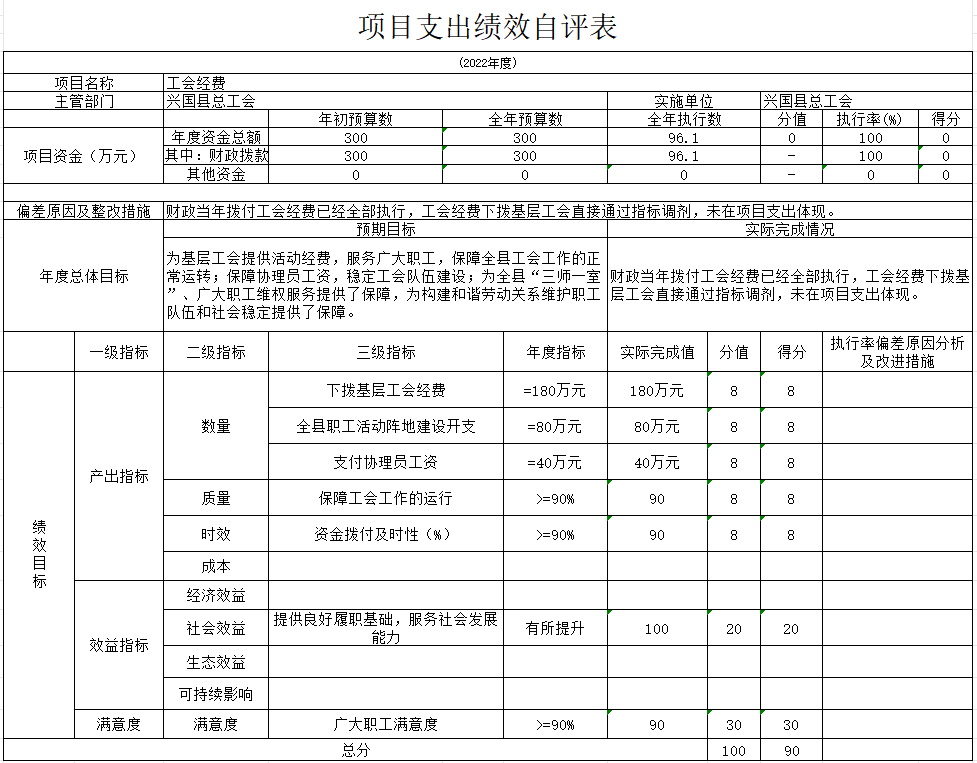 项目支出绩效自评表
(2022年度)
项目名称 工会经费
主管部门 兴国县总工会 实施单位 兴国县总工会
年初预算数 全年预算数 全年执行数 分值 执行率(%) 得分
项目资金（万元） 年度资金总额 300 300 96.1 0 100 0
其中：财政拨款 300 300 96.1 - 100 0
其他资金 0 0 0 - 0 0
偏差原因及整改措施 财政当年拨付工会经费已经全部执行，工会经费下拨基层工会直接通过指标调剂，未在项目支出体现。
年度总体目标 预期目标 实际完成情况
为基层工会提供活动经费，服务广大职工，保障全县工会工作的正
常运转；保障协理员工资，稳定工会队伍建设；为全县“三师一室
”、广大职工维权服务提供了保障，为构建和谐劳动关系维护职工
队伍和社会稳定提供了保障。
财政当年拨付工会经费已经全部执行，工会经费下拨基
层工会直接通过指标调剂，未在项目支出体现。
一级指标 二级指标 三级指标 年度指标 实际完成值 分值 得分 执行率偏差原因分析
及改进措施
绩效目标 产出指标 数量 下拨基层工会经费 =180万元 180万元 8 8
全县职工活动阵地建设开支 =80万元 80万元 8 8
支付协理员工资 =40万元 40万元 8 8
质量 保障工会工作的运行 >=90% 90 8 8
时效 资金拨付及时性（%） >=90% 90 8 8
成本
效益指标 经济效益
社会效益 提供良好履职基础，服务社会发展
能力 有所提升 100 20 20
生态效益
可持续影响
满意度 满意度 广大职工满意度 >=90% 90 30 30
总分 100 90